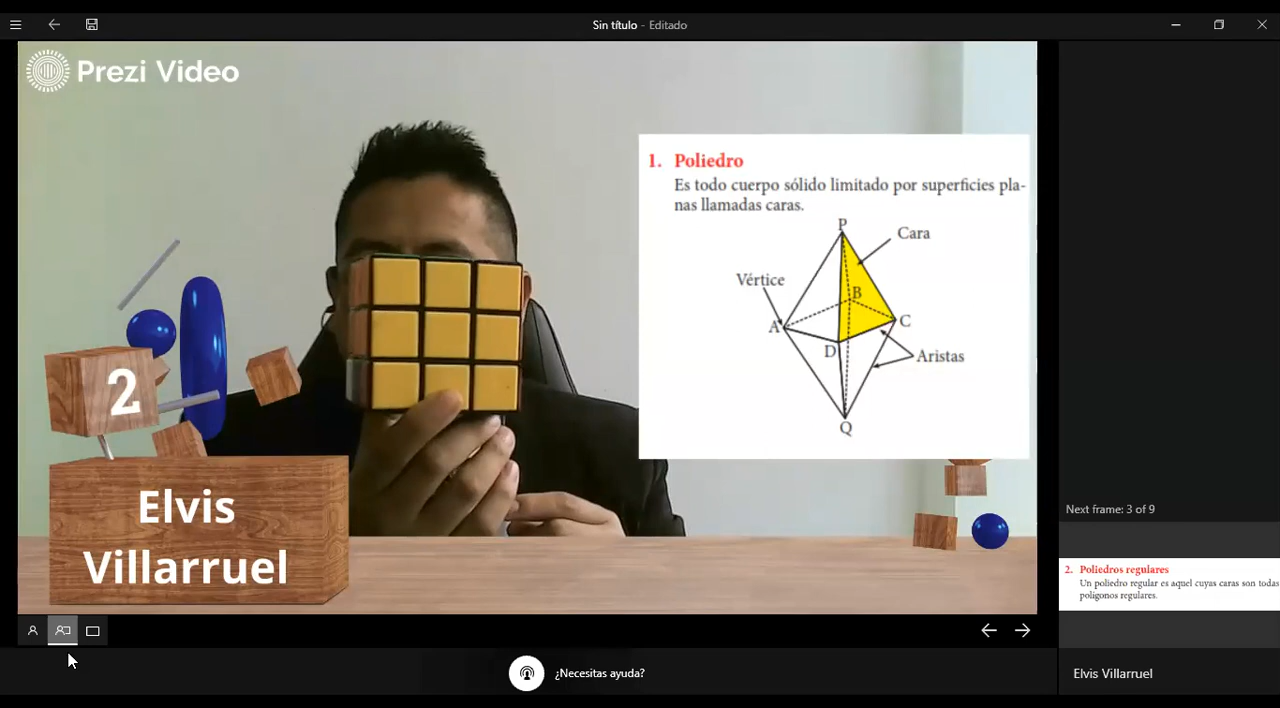 Sin título - Editado
Prezi Video
1. Poliedro
Es todo cuerpo sólido limitado por superficies pla-
nas llamadas caras.
P
Cara
Vértice
B
A
C
D
Aristas
Q
2
Elvis
Villarruel
Next frame: 3 of 9
2. Poliedros regulares
Un poliedro regular es aquel cuyas caras son todas
polígonos regulares.
¿Necesitas ayuda?
Elvis Villarruel